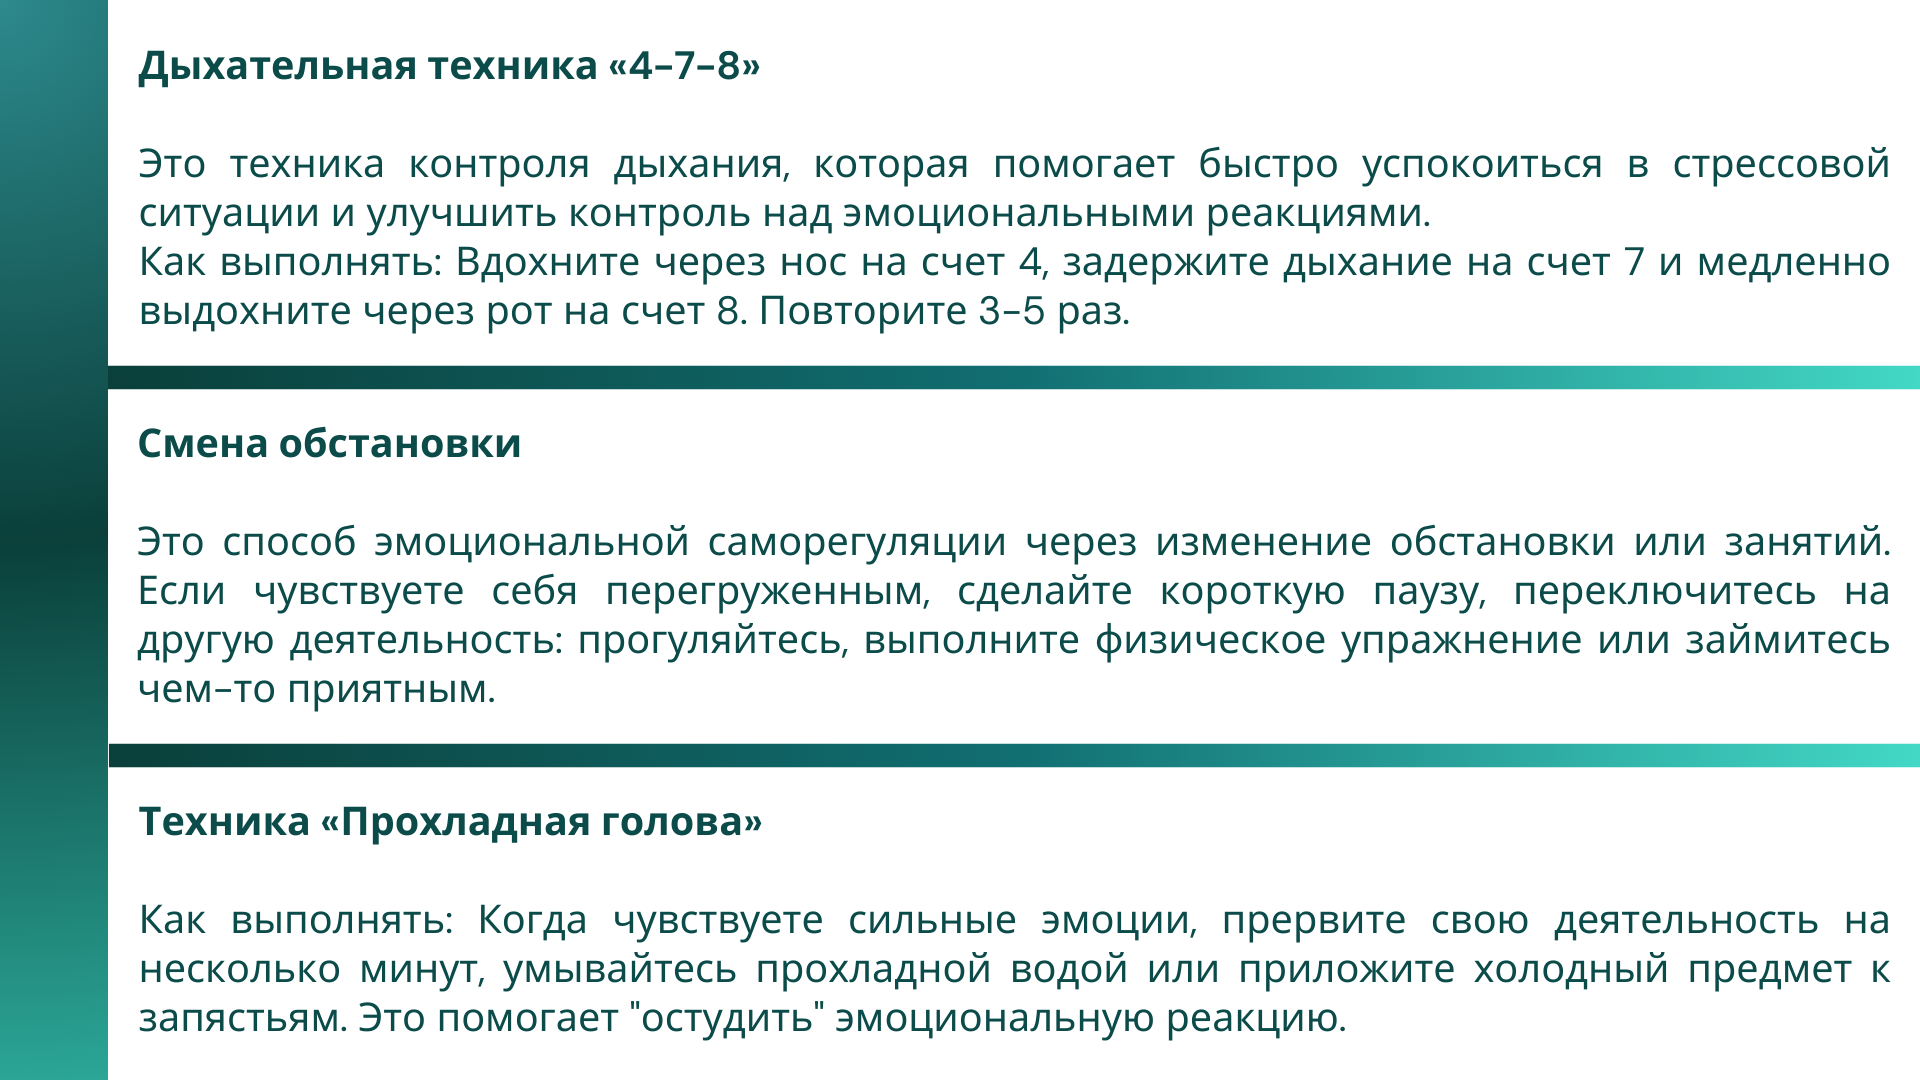 Дыхательная техника «4–7–8»
Это техника контроля дыхания, которая помогает быстро успокоиться в стрессовой
ситуации и улучшить контроль над эмоциональными реакциями.
Как выполнять: Вдохните через нос на счет 4, задержите дыхание на счет 7 и медленно
выдохните через рот на счет 8. Повторите 3–5 раз.
Смена обстановки
Это способ эмоциональной саморегуляции через изменение обстановки или занятий.
Если чувствуете себя перегруженным, сделайте короткую паузу, переключитесь на
другую деятельность: прогуляйтесь, выполните физическое упражнение или займитесь
чем–то приятным.
Техника «Прохладная голова»
Как выполнять: Когда чувствуете сильные эмоции, прервите свою деятельность на
несколько минут, умывайтесь прохладной водой или приложите холодный предмет к
запястьям. Это помогает "остудить" эмоциональную реакцию.